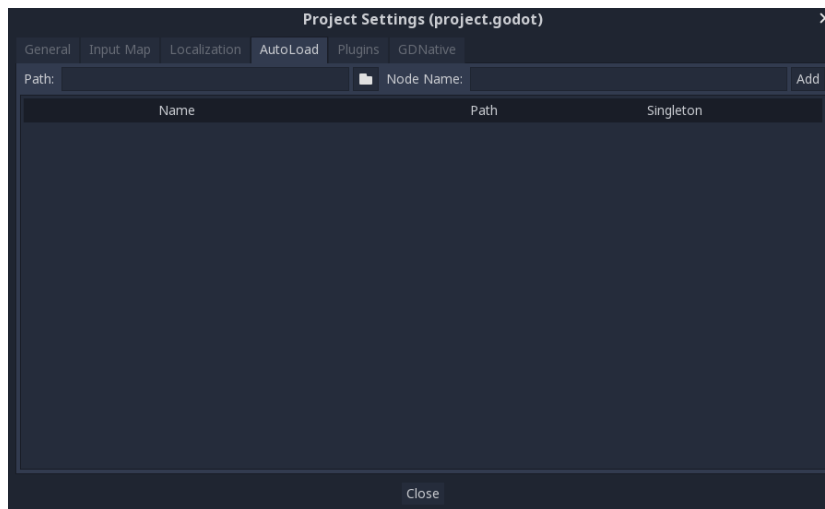 Project Settings (project.godot)
General Input Map Localization AutoLoad Plugins GDNative
Path: Node Name: Add
Name Path Singleton
Close